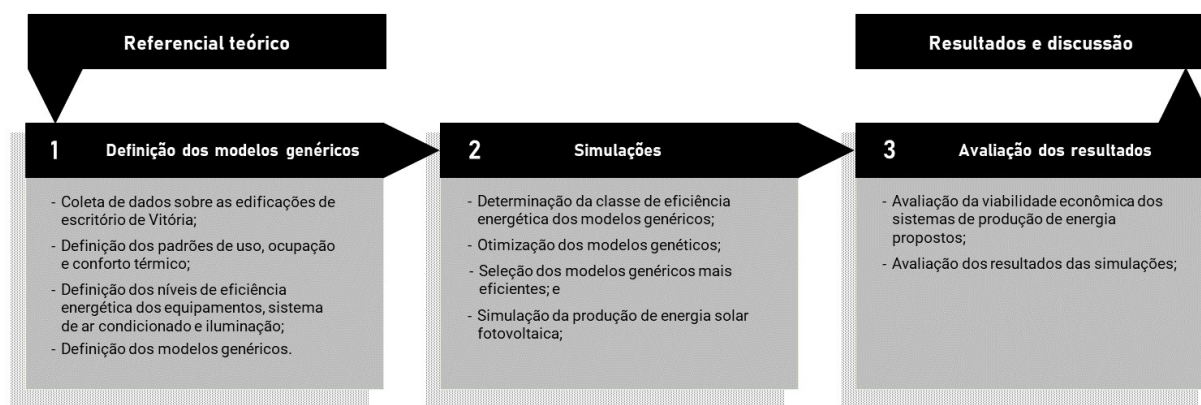 Referencial teórico
Resultados e discussão
1 Definição dos modelos genéricos
- Coleta de dados sobre as edificações de
escritório de Vitória;
- Definição dos padrões de uso, ocupação
e conforto térmico;
- Definição dos níveis de eficiência
energética dos equipamentos, sistema
de ar condicionado e iluminação;
- Definição dos modelos genéricos.
2 Simulações
- Determinação da classe de eficiência
energética dos modelos genéricos;
- Otimização dos modelos genéticos;
- Seleção dos modelos genéricos mais
eficientes; e
- Simulação da produção de energia solar
fotovoltaica;
3 Avaliação dos resultados
- Avaliação da viabilidade econômica dos
sistemas de produção de energia
propostos;
- Avaliação dos resultados das simulações;